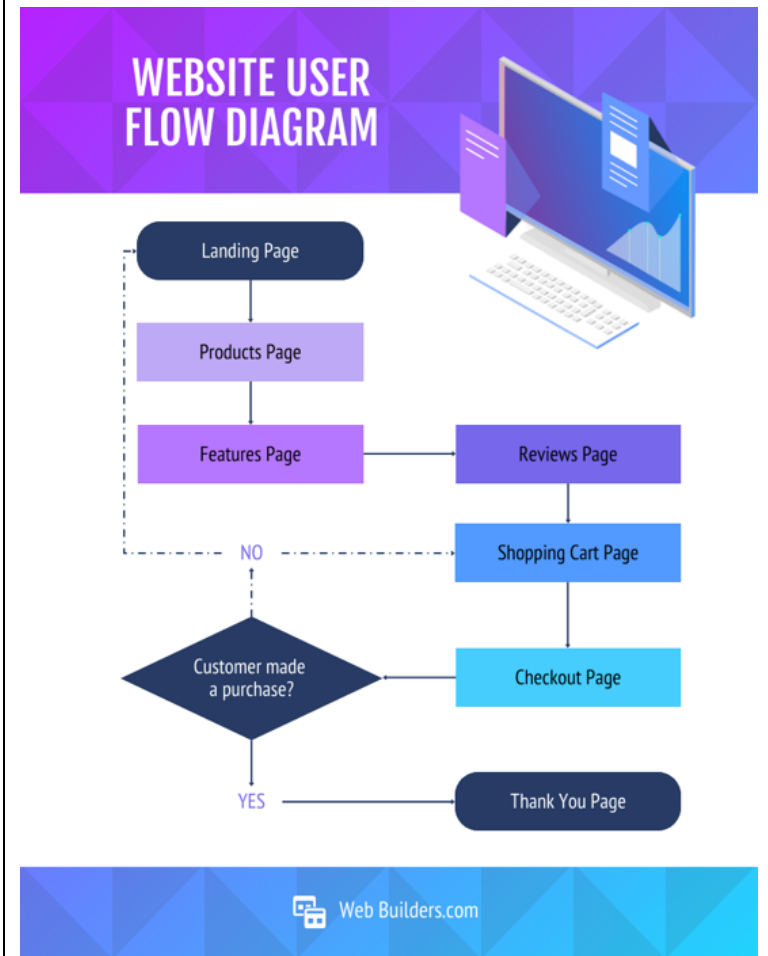 WEBSITE USER
FLOW DIAGRAM
Landing Page
Products Page
Features Page
Reviews Page
NO
Shopping Cart Page
Customer made
a purchase?
Checkout Page
YES
Thank You Page
Web Builders.com